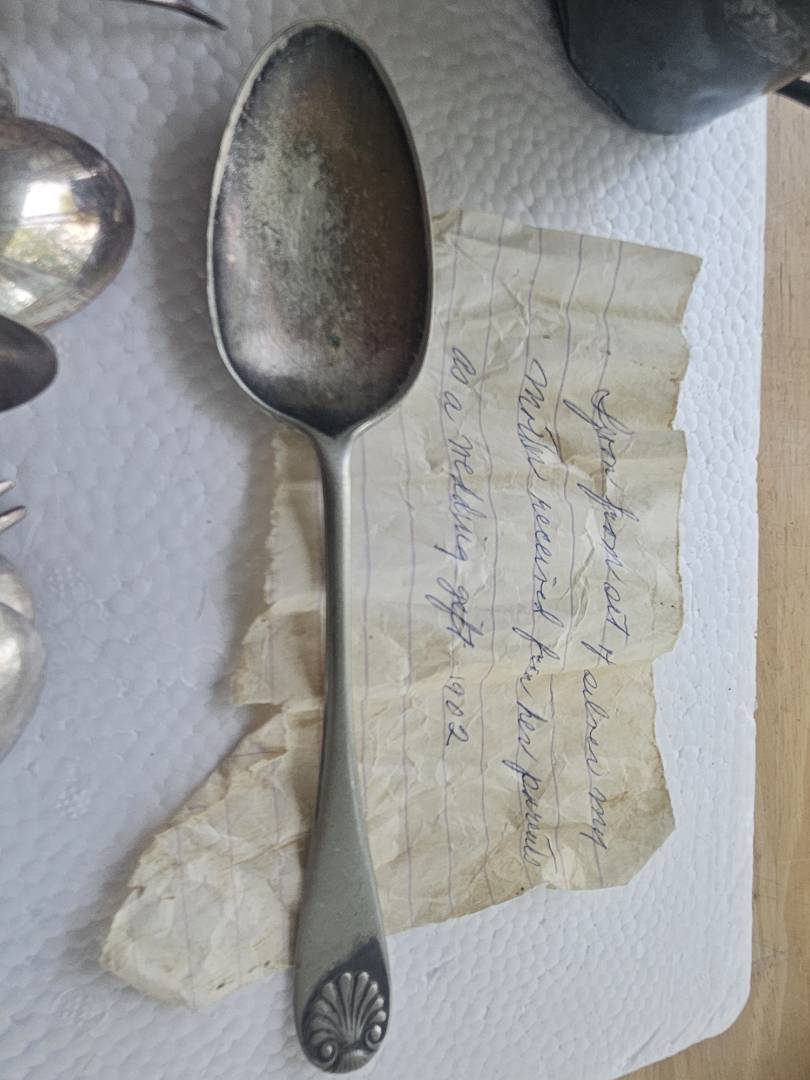 Spoon from set of silver my
Mother received from her parents
as a wedding gift 1902